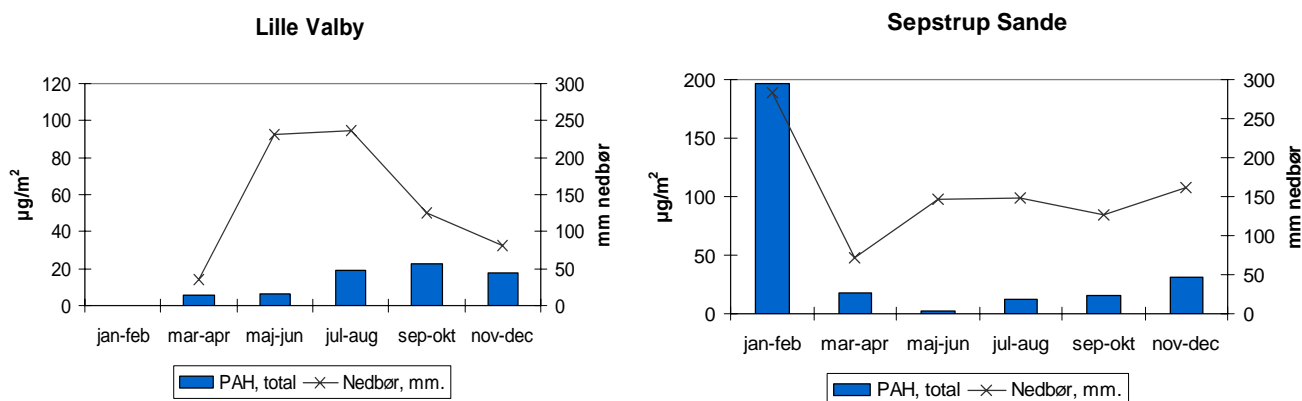 Lille Valby
120
100
80
60
40
20
0
µg/m²
300
250
200
150
100
50
0
mm nedbør
jan-feb mar-apr maj-jun jul-aug sep-okt nov-dec
PAH, total Nedbør, mm.
Sepstrup Sande
200
150
100
50
0
µg/m²
300
250
200
150
100
50
0
mm nedbør
jan-feb mar-apr maj-jun jul-aug sep-okt nov-dec
PAH, total Nedbør, mm.